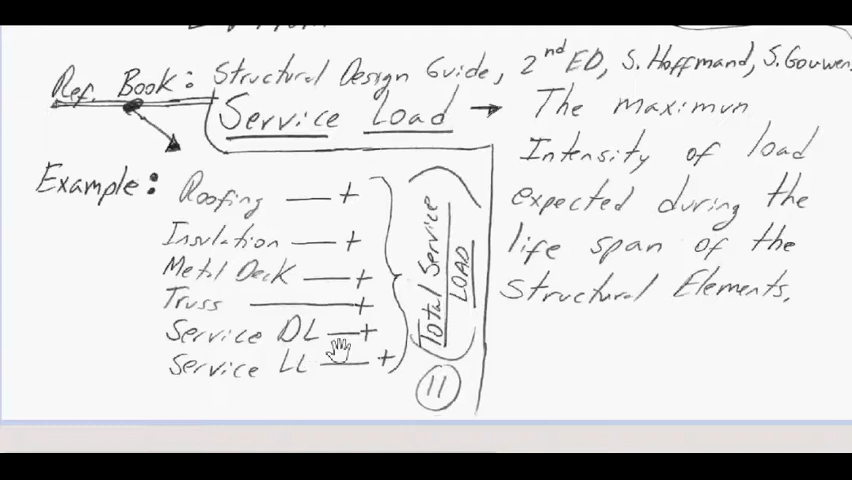 Ref. Book: Structural Design Guide, 2nd ED, S. Hoffmand, S. Gouwen
Service Load → The maximun
Intensity of load
expected during the
life span of the
Structural Elements.
Example: Roofing — +
Insulation — +
Metal Deck — +
Truss — +
Service DL — +
Service LL — +
Total Service
LOAD
11